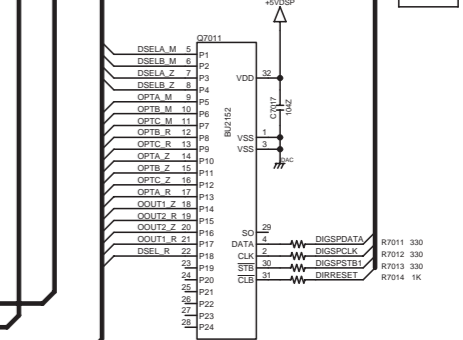 +5VDSP
Q7011
DSELA_M 5 P1
DSELB_M 6 P2
DSELA_Z 7 P3
DSELB_Z 8 P4
OPTA_M 9 P5
OPTB_M 10 P6
OPTC_M 11 P7
OPTB_R 12 P8
OPTC_R 13 P9
OPTA_Z 14 P10
OPTB_Z 15 P11
OPTC_Z 16 P12
OPTA_R 17 P13
OOUT1_Z 18 P14
OOUT2_R 19 P15
OOUT2_Z 20 P16
OOUT1_R 21 P17
DSEL_R 22 P18
23 P19
24 P20
25 P21
26 P22
27 P23
28 P24
BU2152
VDD 32
C7017
104Z
VSS 1
VSS 3
DAC
SO 29
DATA 4 DIGSPDATA R7011 330
CLK 2 DIGSPCLK R7012 330
STB 30 DIGSPSTB1 R7013 330
CLB 31 DIRRESET R7014 1K